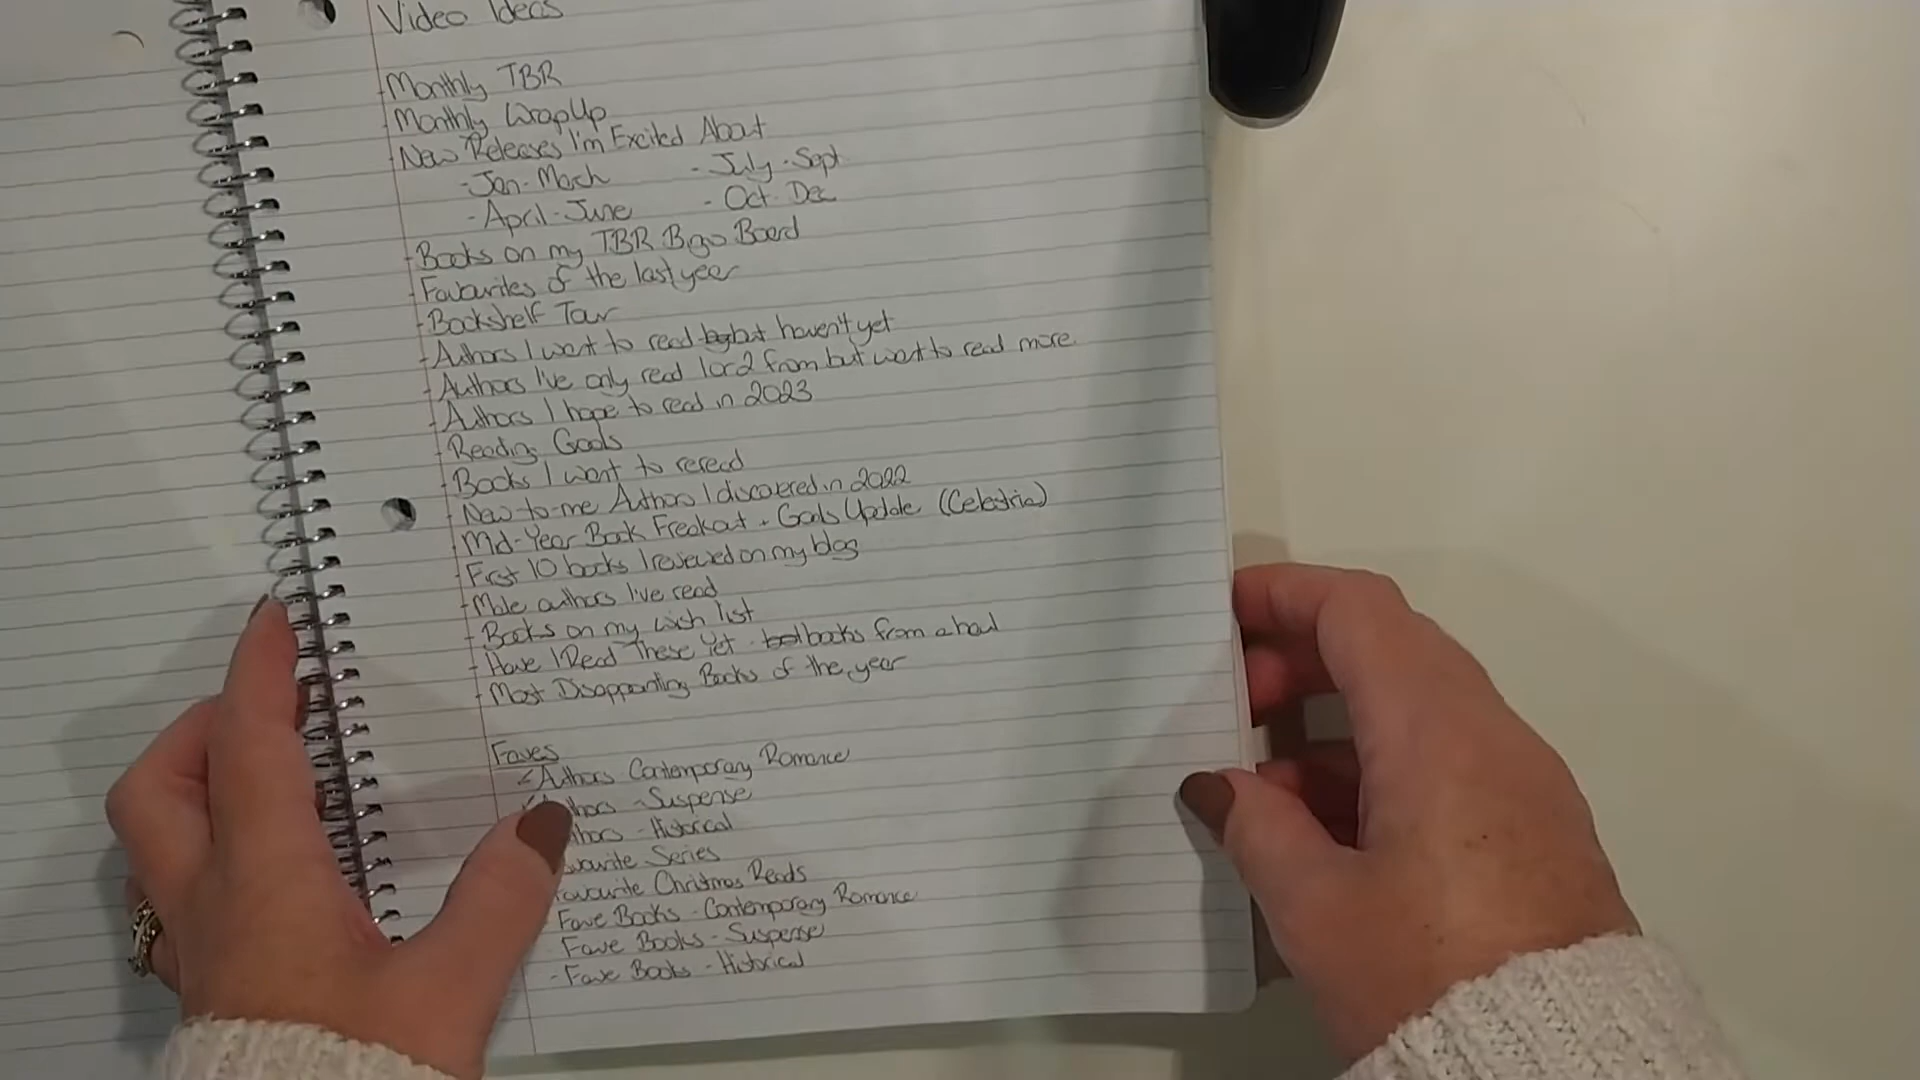 Video Ideas
- Monthly TBR
- Monthly Wrap Up
- New Releases I'm Excited About
- Jan - March - July - Sept
- April - June - Oct - Dec
- Books on my TBR Bingo Board
- Favourites of the last year
- Bookshelf Tour
- Authors I want to read but haven't yet
- Authors I've only read 1 or 2 from but want to read more
- Authors I hope to read in 2023
- Reading Goals
- Books I want to reread
- New-to-me Authors I discovered in 2022
- Mid-Year Book Freakout + Goals Update (Celestria)
- First 10 books I reviewed on my blog
- Male authors I've read
- Books on my wish list
- Have I Read These Yet - books from a haul
- Most Disappointing Books of the year
Faves
Authors Contemporary Romance
thors - Suspense
thors - Historical
vourite Series
avourite Christmas Reads
Fave Books - Contemporary Romance
Fave Books - Suspense
- Fave Books - Historical